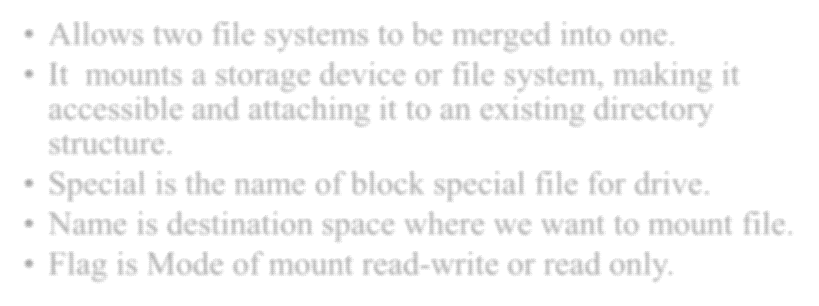 • Allows two file systems to be merged into one.
• It  mounts a storage device or file system, making it
accessible and attaching it to an existing directory
structure.
• Special is the name of block special file for drive.
• Name is destination space where we want to mount file.
• Flag is Mode of mount read-write or read only.